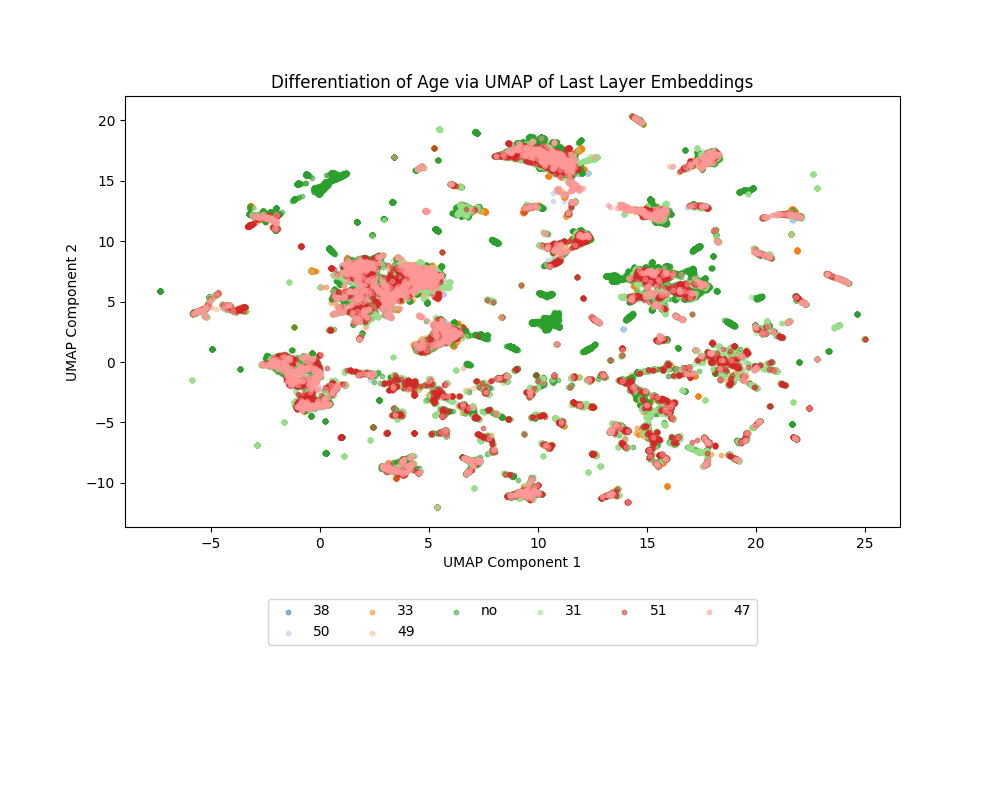 Differentiation of Age via UMAP of Last Layer Embeddings
20
15
10
5
0
−5
−10
UMAP Component 2
−5 0 5 10 15 20 25
UMAP Component 1
38 33 no 31 51 47
50 49